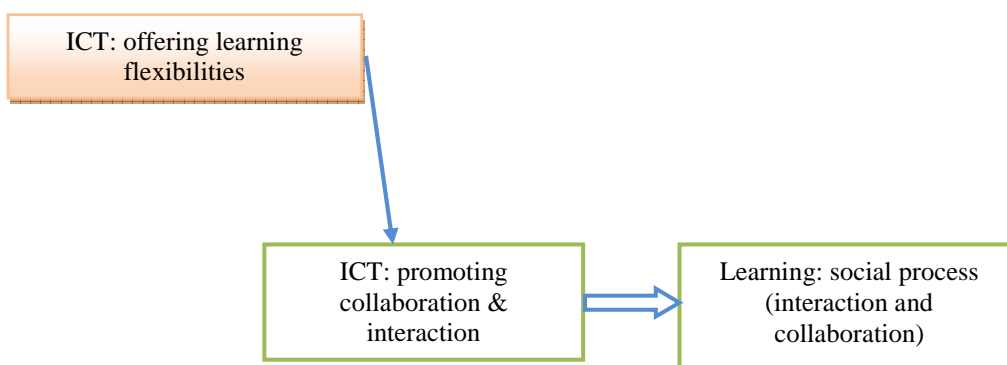 ICT: offering learning
flexibilities
ICT: promoting
collaboration &
interaction
Learning: social process
(interaction and
collaboration)